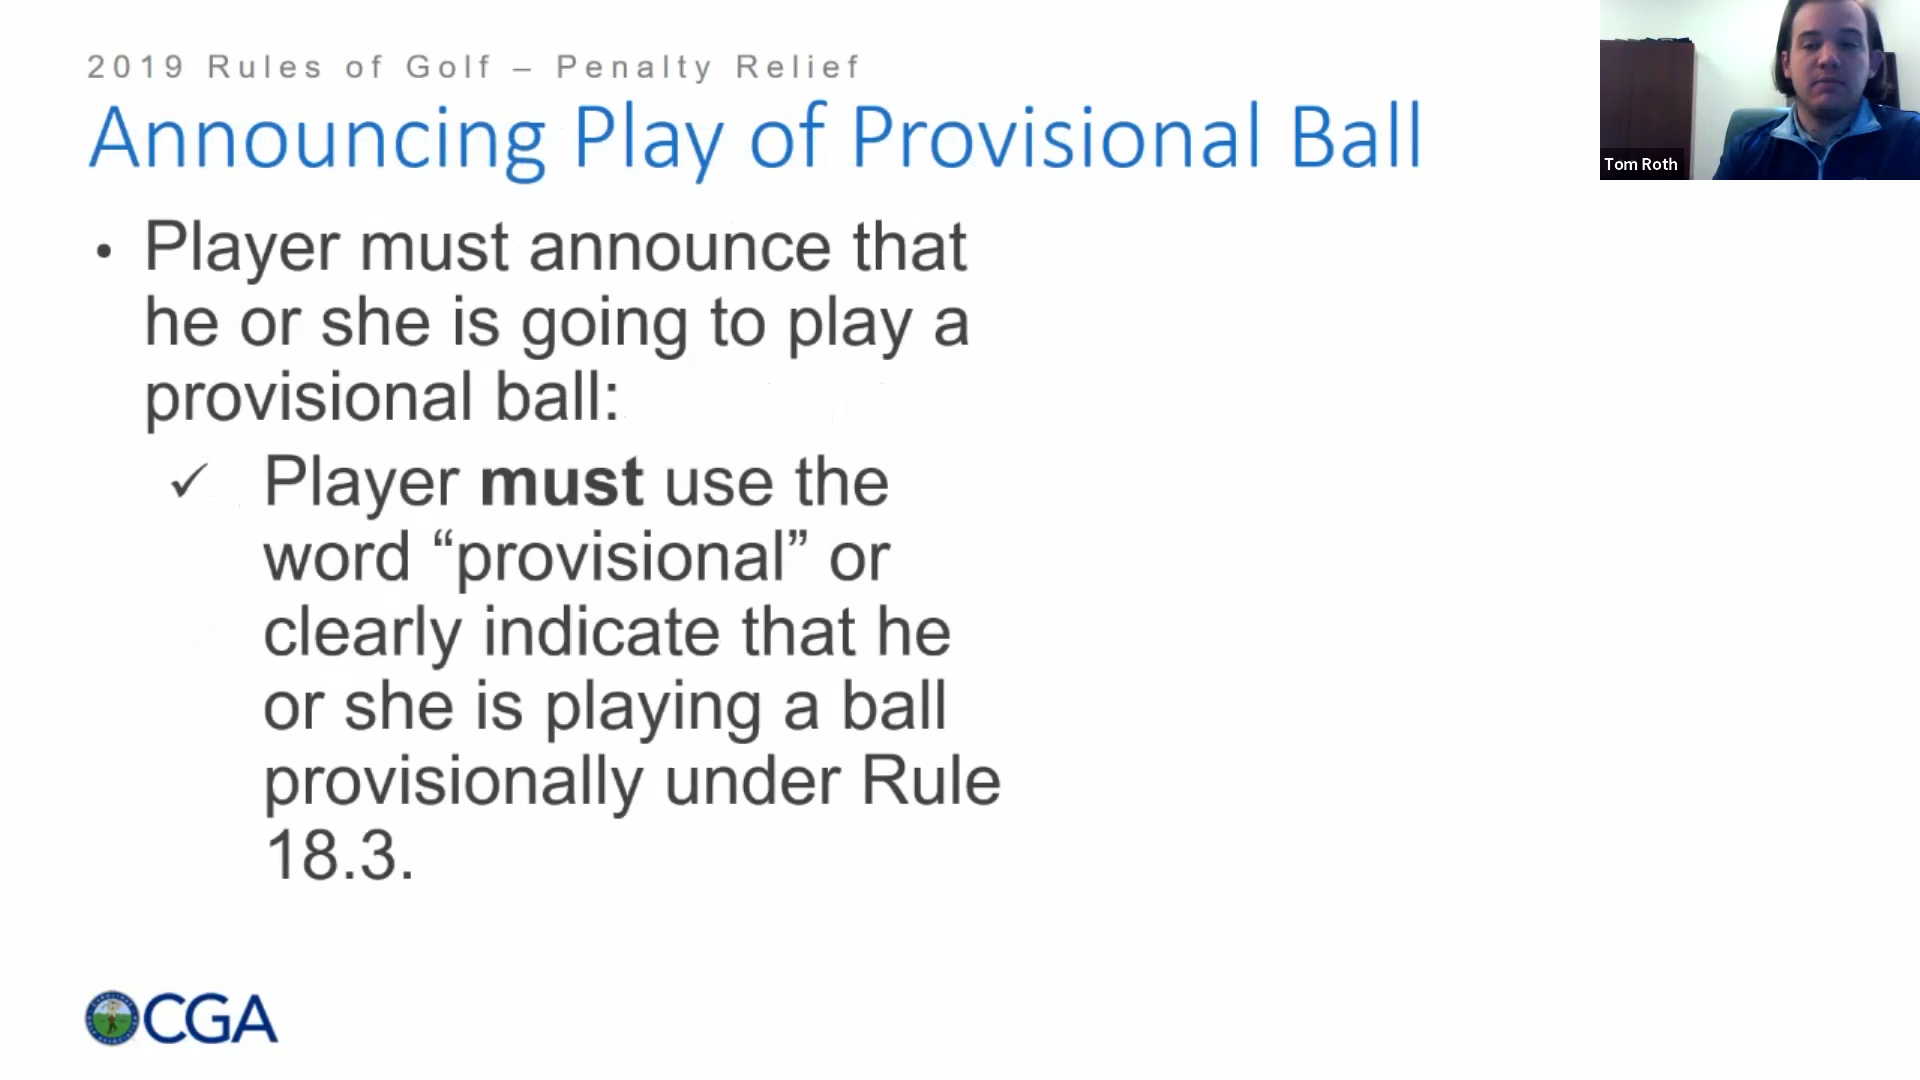 2019 Rules of Golf – Penalty Relief
Announcing Play of Provisional Ball
• Player must announce that
he or she is going to play a
provisional ball:
✓ Player must use the
word “provisional” or
clearly indicate that he
or she is playing a ball
provisionally under Rule
18.3.
CGA
Tom Roth